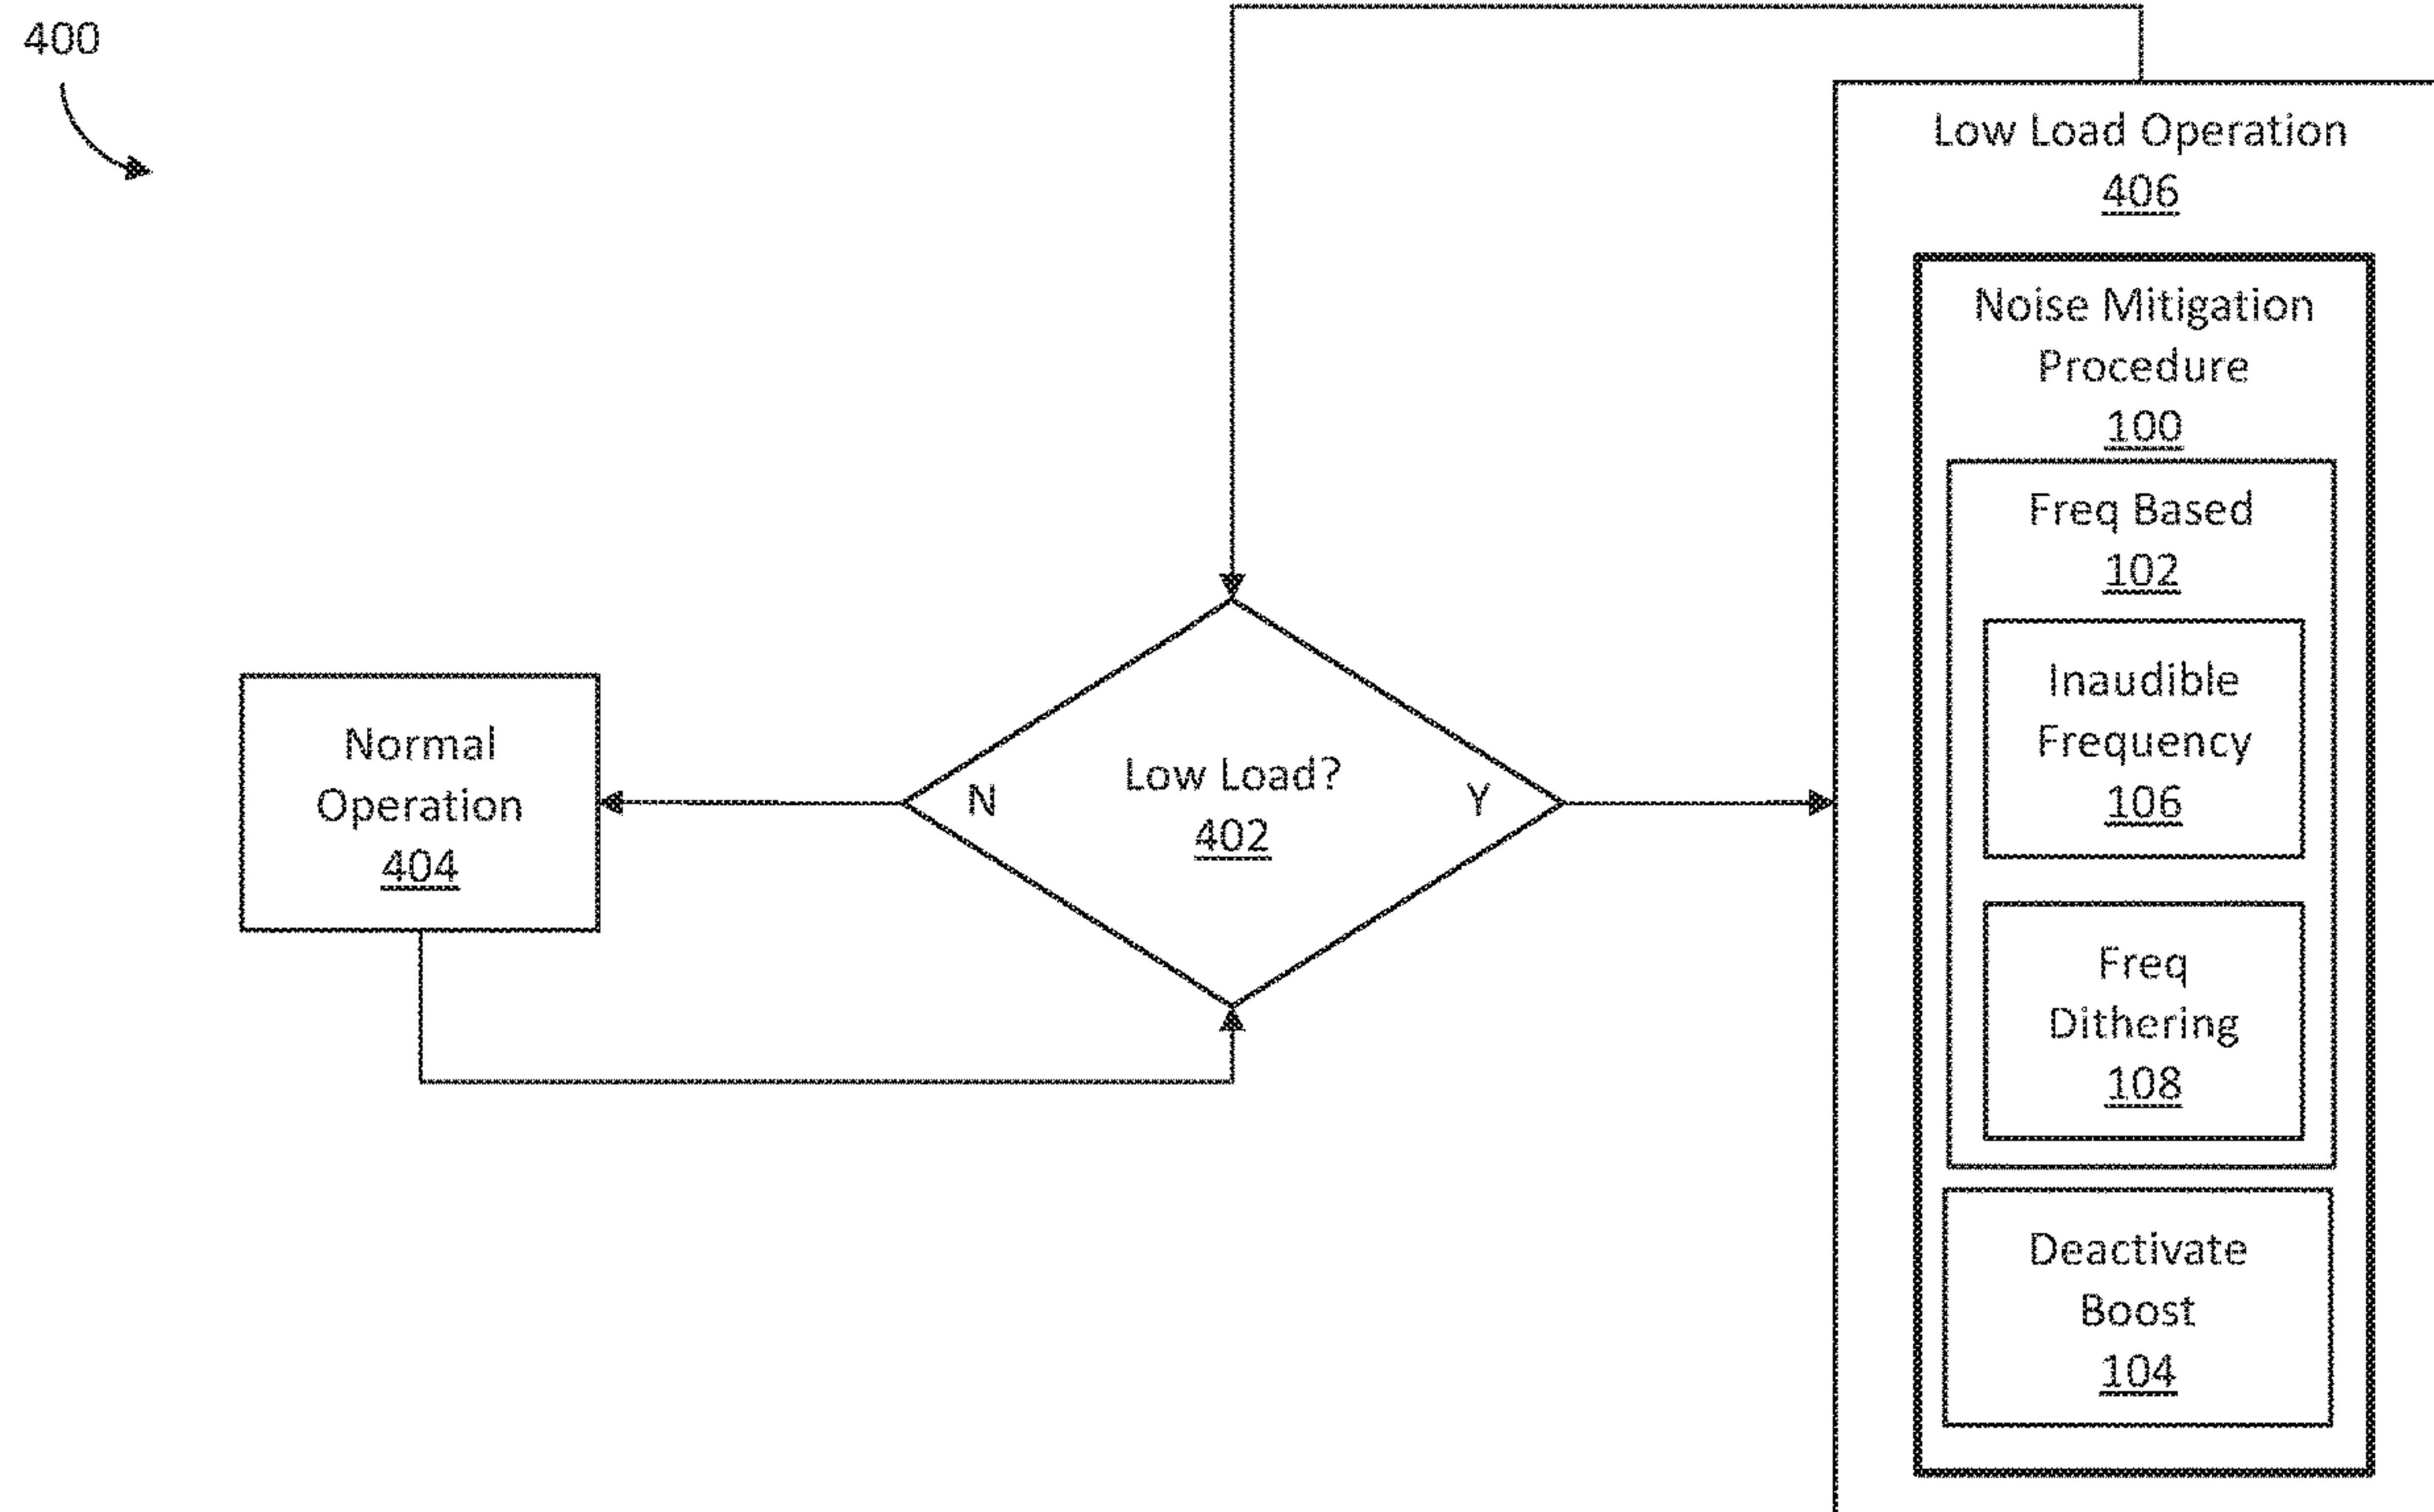 400
Low Load Operation
406
Noise Mitigation
Procedure
100
Freq Based
102
Inaudible
Frequency
106
Normal
Operation
404
N
Low Load?
402
Y
Freq
Dithering
108
Deactivate
Boost
104